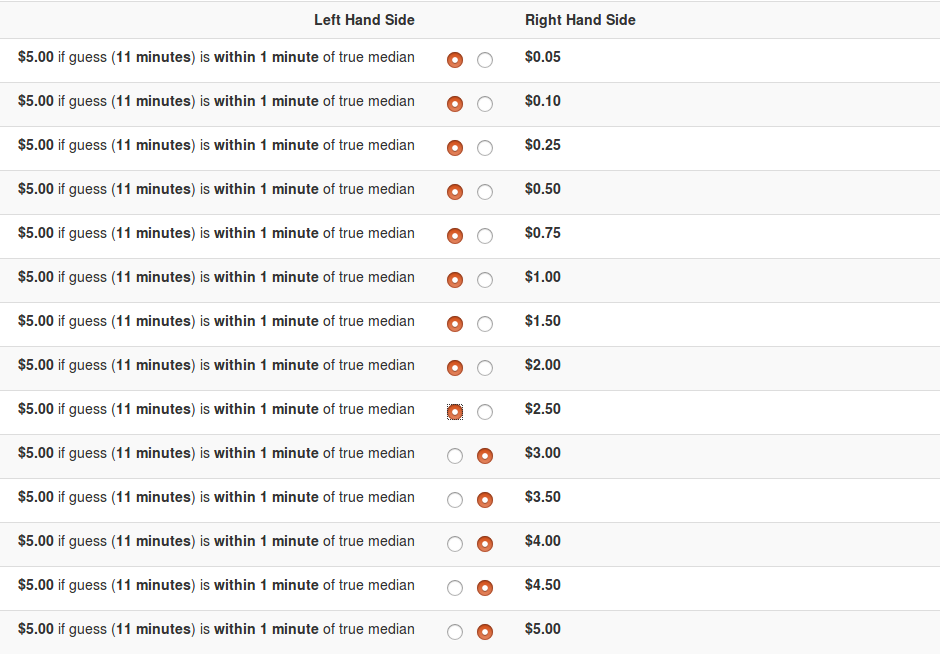 Left Hand Side Right Hand Side
$5.00 if guess (11 minutes) is within 1 minute of true median $0.05
$5.00 if guess (11 minutes) is within 1 minute of true median $0.10
$5.00 if guess (11 minutes) is within 1 minute of true median $0.25
$5.00 if guess (11 minutes) is within 1 minute of true median $0.50
$5.00 if guess (11 minutes) is within 1 minute of true median $0.75
$5.00 if guess (11 minutes) is within 1 minute of true median $1.00
$5.00 if guess (11 minutes) is within 1 minute of true median $1.50
$5.00 if guess (11 minutes) is within 1 minute of true median $2.00
$5.00 if guess (11 minutes) is within 1 minute of true median $2.50
$5.00 if guess (11 minutes) is within 1 minute of true median $3.00
$5.00 if guess (11 minutes) is within 1 minute of true median $3.50
$5.00 if guess (11 minutes) is within 1 minute of true median $4.00
$5.00 if guess (11 minutes) is within 1 minute of true median $4.50
$5.00 if guess (11 minutes) is within 1 minute of true median $5.00